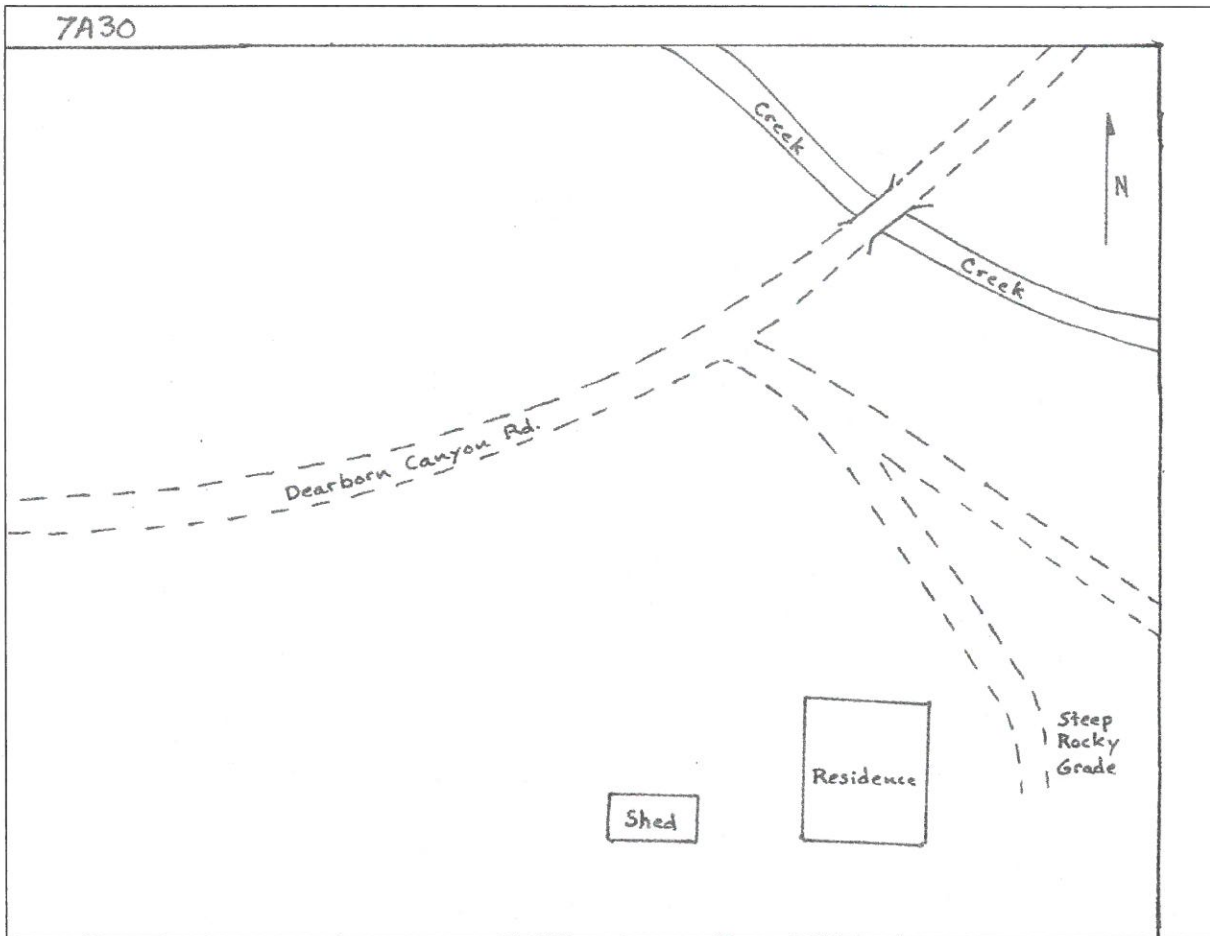 7A30
Creek
N
Creek
Dearborn Canyon Rd.
Steep
Rocky
Grade
Residence
Shed